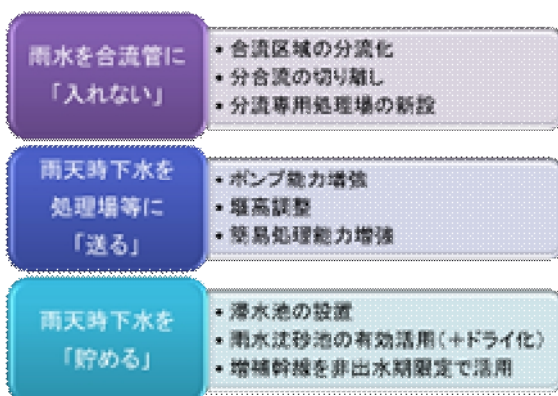 雨水を合流管に
「入れない」
・合流区域の分流化
・分合流の切り離し
・分流専用処理場の新設
雨天時下水を
処理場等に
「送る」
・ポンプ能力増強
・堰高調整
・簡易処理能力増強
雨天時下水を
「貯める」
・滞水池の設置
・雨水沈砂池の有効活用（＋ドライ化）
・増補幹線を非出水期限定で活用